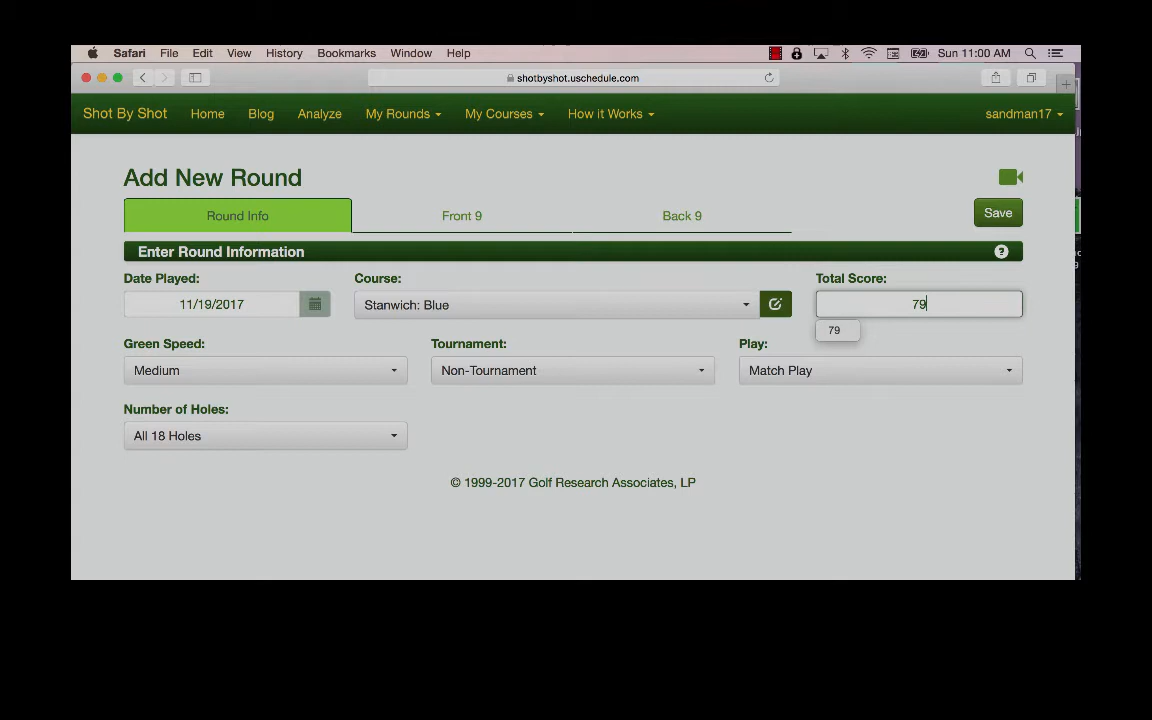 Safari File Edit View History Bookmarks Window Help Sun 11:00 AM
shotbyshot.uschedule.com
Shot By Shot Home Blog Analyze My Rounds My Courses How it Works sandman17
Add New Round
Round Info Front 9 Back 9 Save
Enter Round Information ?
Date Played: Course: Total Score:
11/19/2017 Stanwich: Blue 79
79
Green Speed: Tournament: Play:
Medium Non-Tournament Match Play
Number of Holes:
All 18 Holes
© 1999-2017 Golf Research Associates, LP